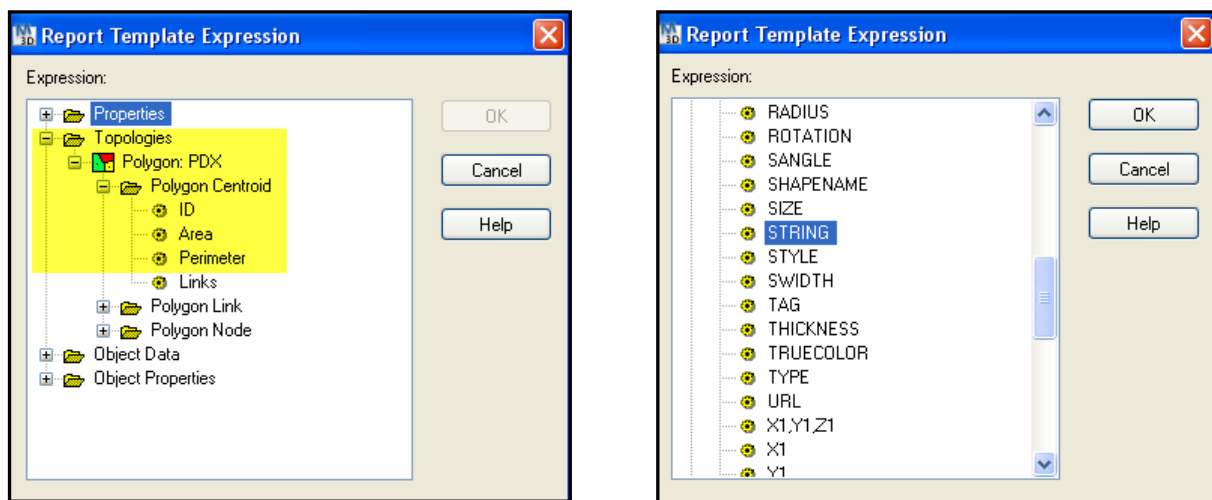 Report Template Expression
Expression:
Properties
Topologies
Polygon: PDX
Polygon Centroid
ID
Area
Perimeter
Links
Polygon Link
Polygon Node
Object Data
Object Properties
OK
Cancel
Help
Report Template Expression
Expression:
RADIUS
ROTATION
SANGLE
SHAPENAME
SIZE
STRING
STYLE
SWIDTH
TAG
THICKNESS
TRUECOLOR
TYPE
URL
X1,Y1,Z1
X1
Y1
OK
Cancel
Help